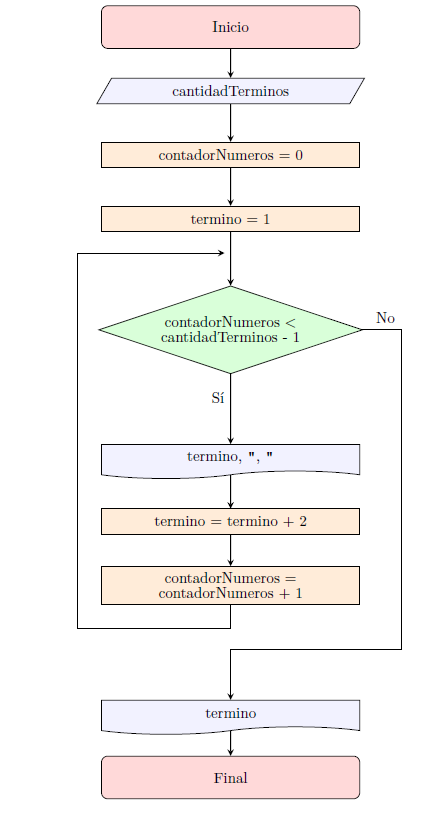 Inicio
cantidadTerminos
contadorNumeros = 0
termino = 1
contadorNumeros <
cantidadTerminos - 1
No
Sí
termino, ", "
termino = termino + 2
contadorNumeros =
contadorNumeros + 1
termino
Final